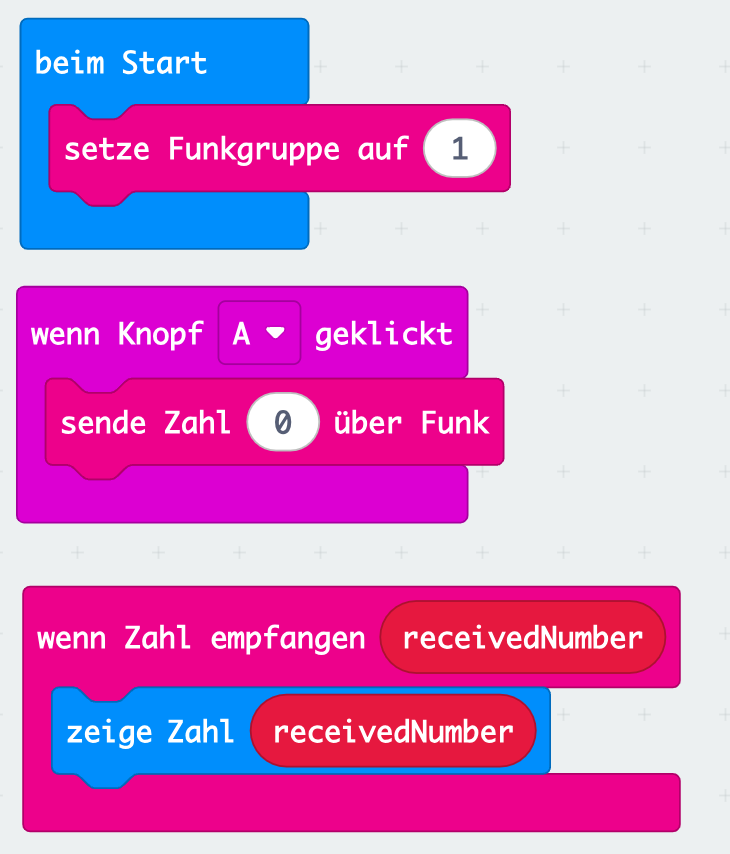 beim Start
setze Funkgruppe auf 1
wenn Knopf A geklickt
sende Zahl 0 über Funk
wenn Zahl empfangen receivedNumber
zeige Zahl receivedNumber